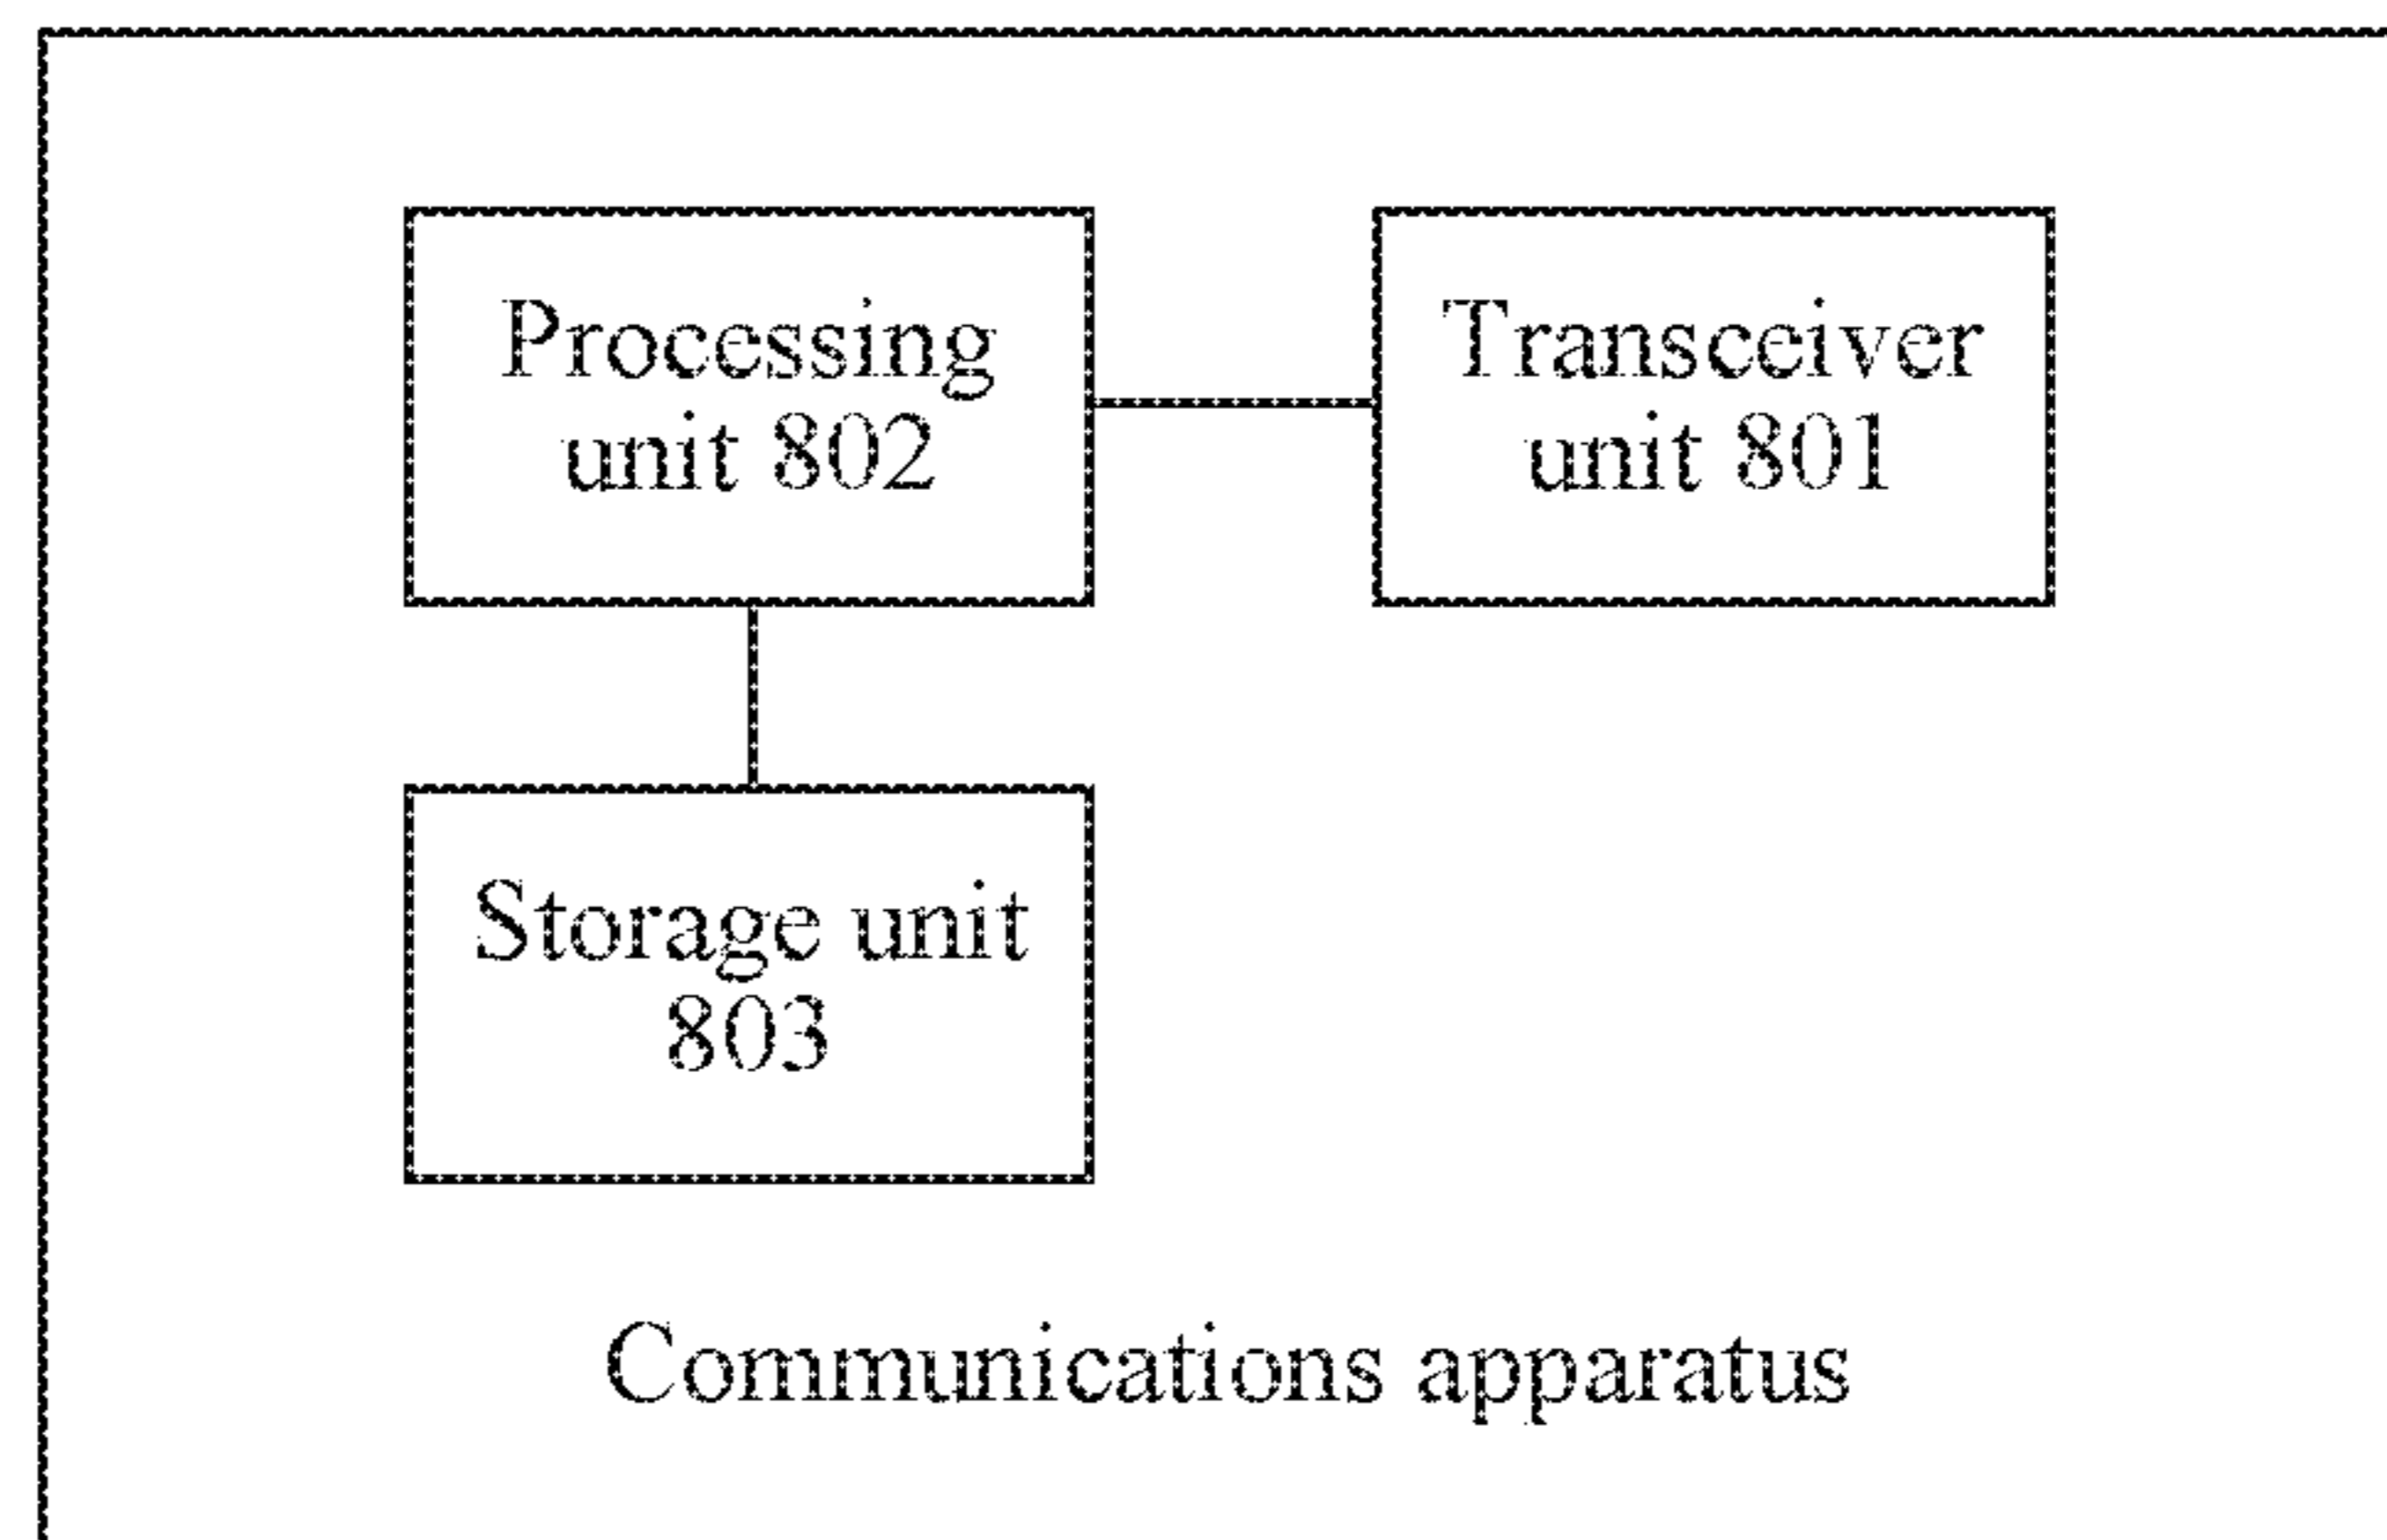 Processing
unit 802
Transceiver
unit 801
Storage unit
803
Communications apparatus